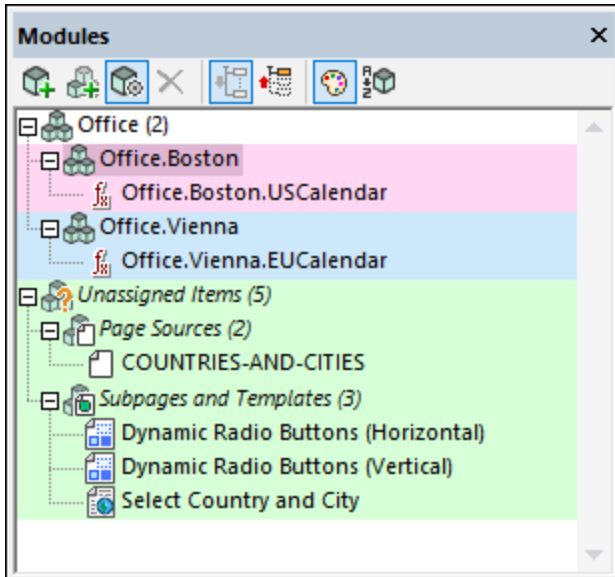 Modules
Office (2)
Office.Boston
Office.Boston.USCalendar
Office.Vienna
Office.Vienna.EUCalendar
Unassigned Items (5)
Page Sources (2)
COUNTRIES-AND-CITIES
Subpages and Templates (3)
Dynamic Radio Buttons (Horizontal)
Dynamic Radio Buttons (Vertical)
Select Country and City